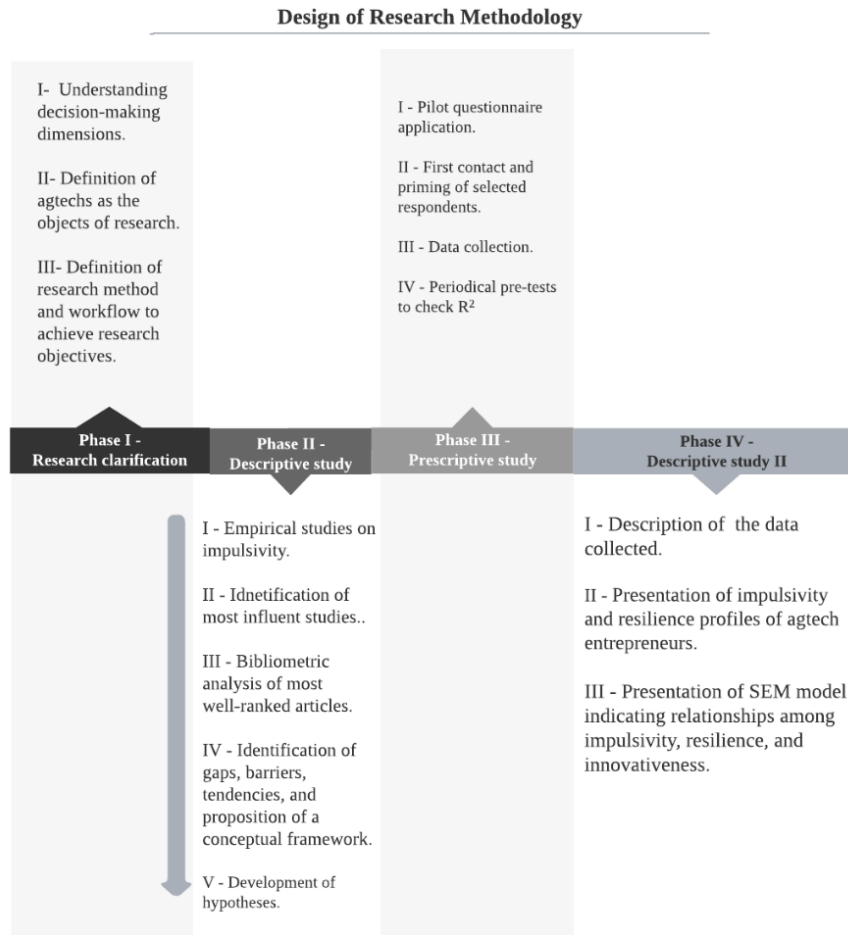 Design of Research Methodology
I-  Understanding
decision-making
dimensions.
II- Definition of
agtechs as the
objects of research.
III- Definition of
research method
and workflow to
achieve research
objectives.
I - Pilot questionnaire
application.
II - First contact and
priming of selected
respondents.
III - Data collection.
IV - Periodical pre-tests
to check R²
Phase I -
Research clarification
Phase II -
Descriptive study
Phase III -
Prescriptive study
Phase IV -
Descriptive study II
I - Empirical studies on
impulsivity.
II - Idnetification of
most influent studies..
III - Bibliometric
analysis of most
well-ranked articles.
IV - Identification of
gaps, barriers,
tendencies, and
proposition of a
conceptual framework.
V - Development of
hypotheses.
I - Description of  the data
collected.
II - Presentation of impulsivity
and resilience profiles of agtech
entrepreneurs.
III - Presentation of SEM model
indicating relationships among
impulsivity, resilience, and
innovativeness.